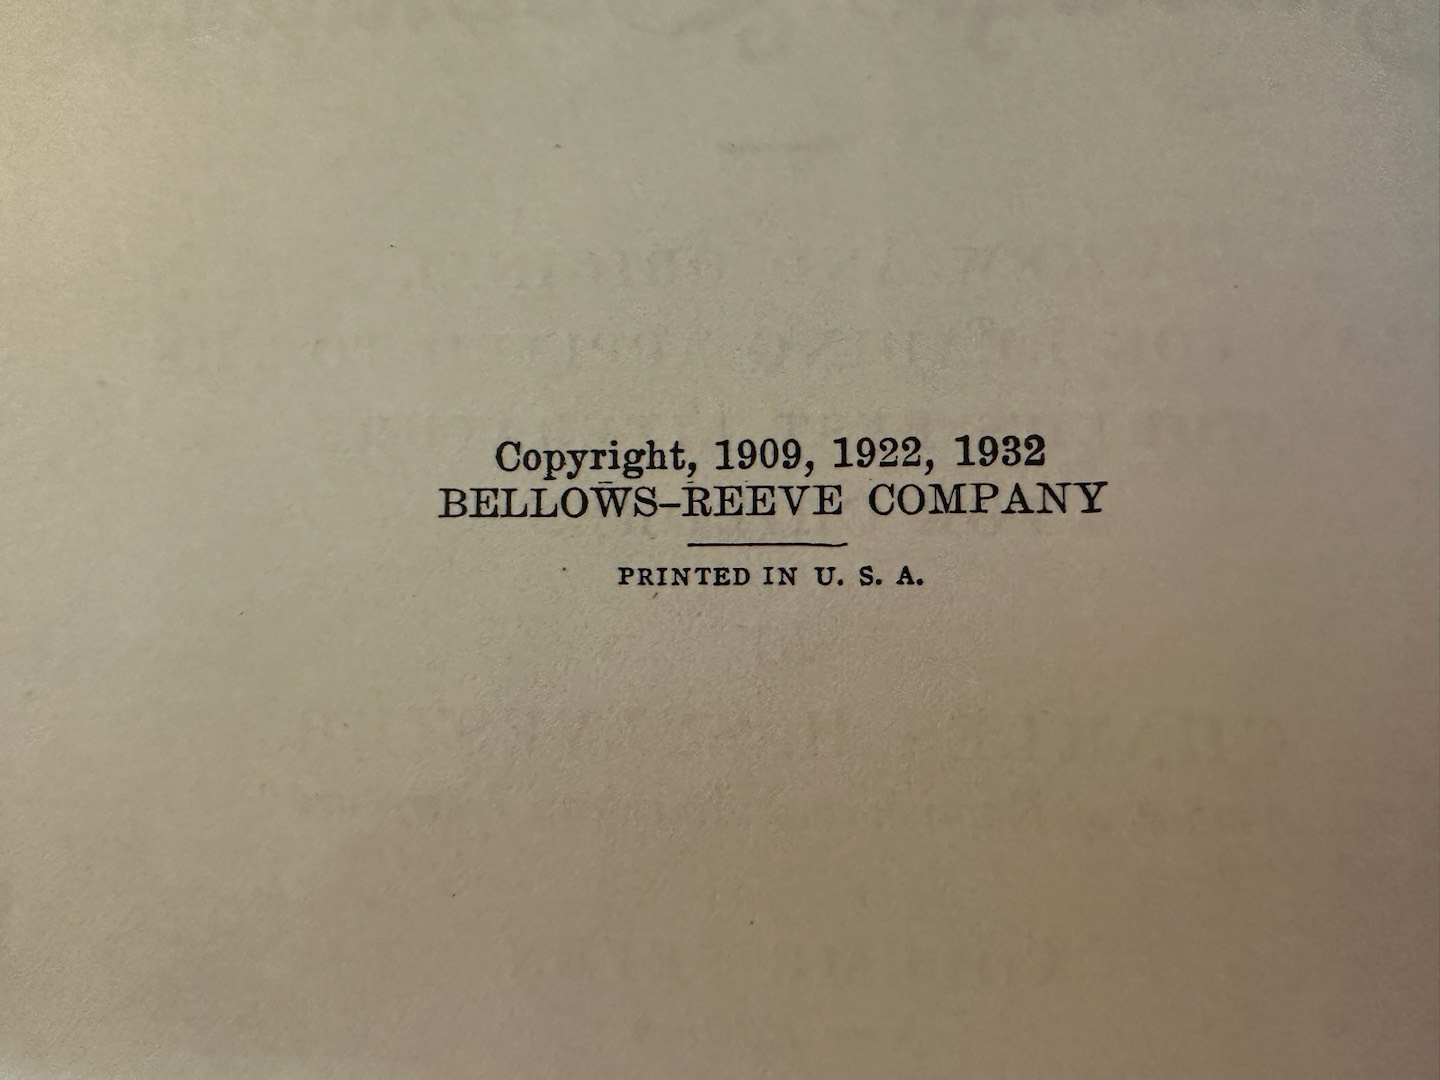 Copyright, 1909, 1922, 1932
BELLOWS-REEVE COMPANY
PRINTED IN U. S. A.